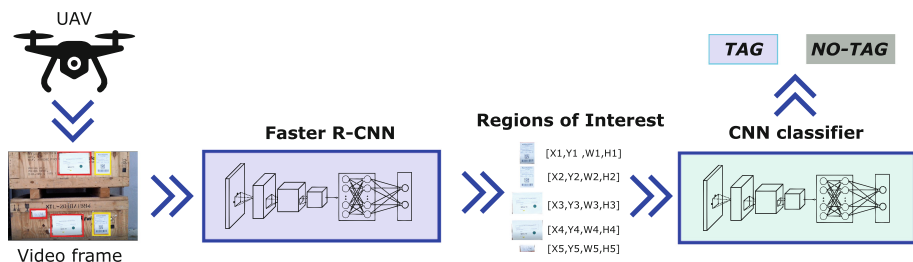 UAV
Video frame
Faster R-CNN
Regions of Interest
[X1,Y1 ,W1,H1]
[X2,Y2,W2,H2]
[X3,Y3,W3,H3]
[X4,Y4,W4,H4]
[X5,Y5,W5,H5]
CNN classifier
TAG
NO-TAG